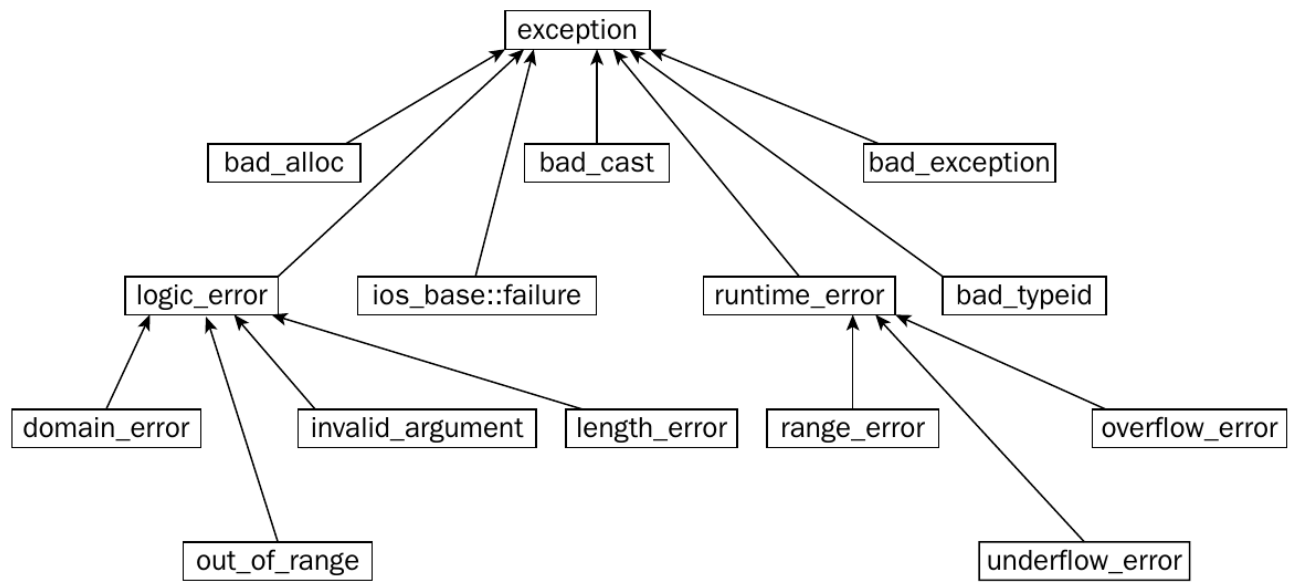 exception
bad_alloc
bad_cast
bad_exception
logic_error
ios_base::failure
runtime_error
bad_typeid
domain_error
invalid_argument
length_error
range_error
overflow_error
out_of_range
underflow_error